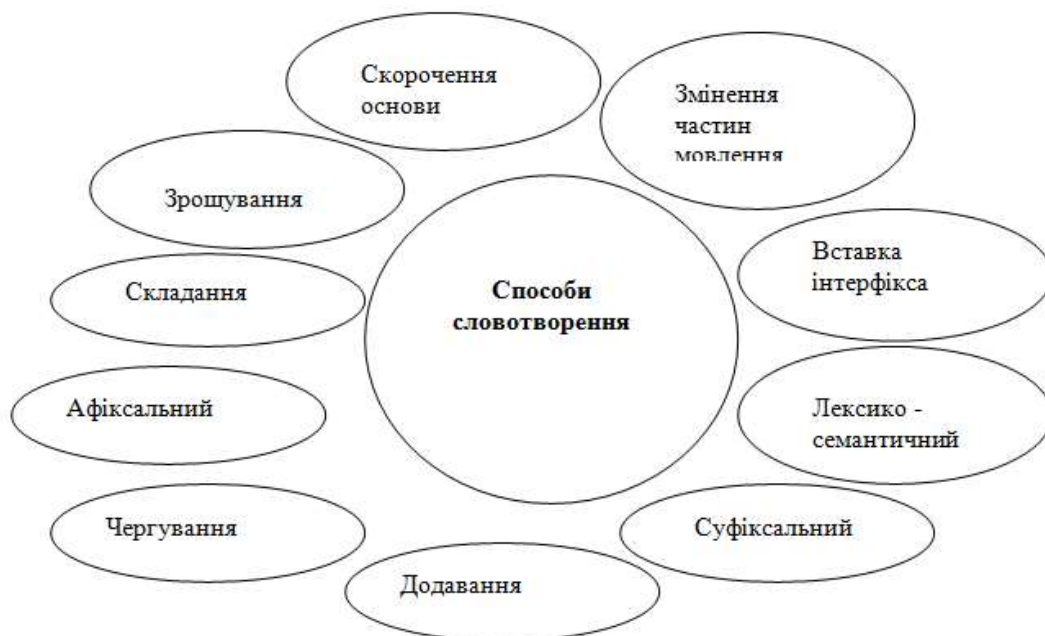 Скорочення
основи
Змінення
частин
мовлення
Зрощування
Вставка
інтерфікса
Складання
Способи
словотворення
Афіксальний
Лексико -
семантичний
Чергування
Суфіксальний
Додавання